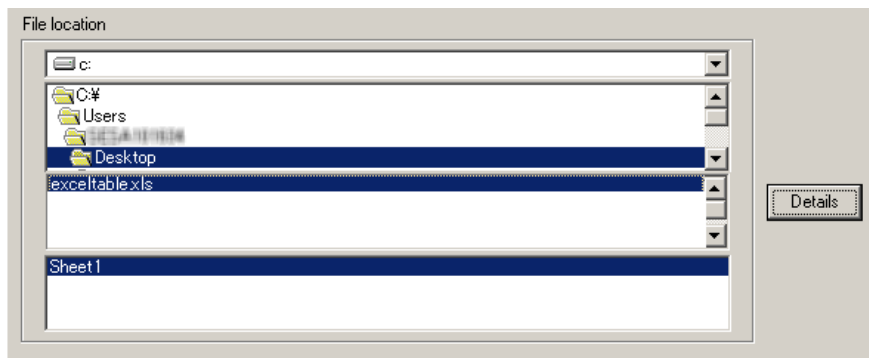 File location
c:
C:¥
Users
Desktop
exceltable.xls
Details
Sheet1